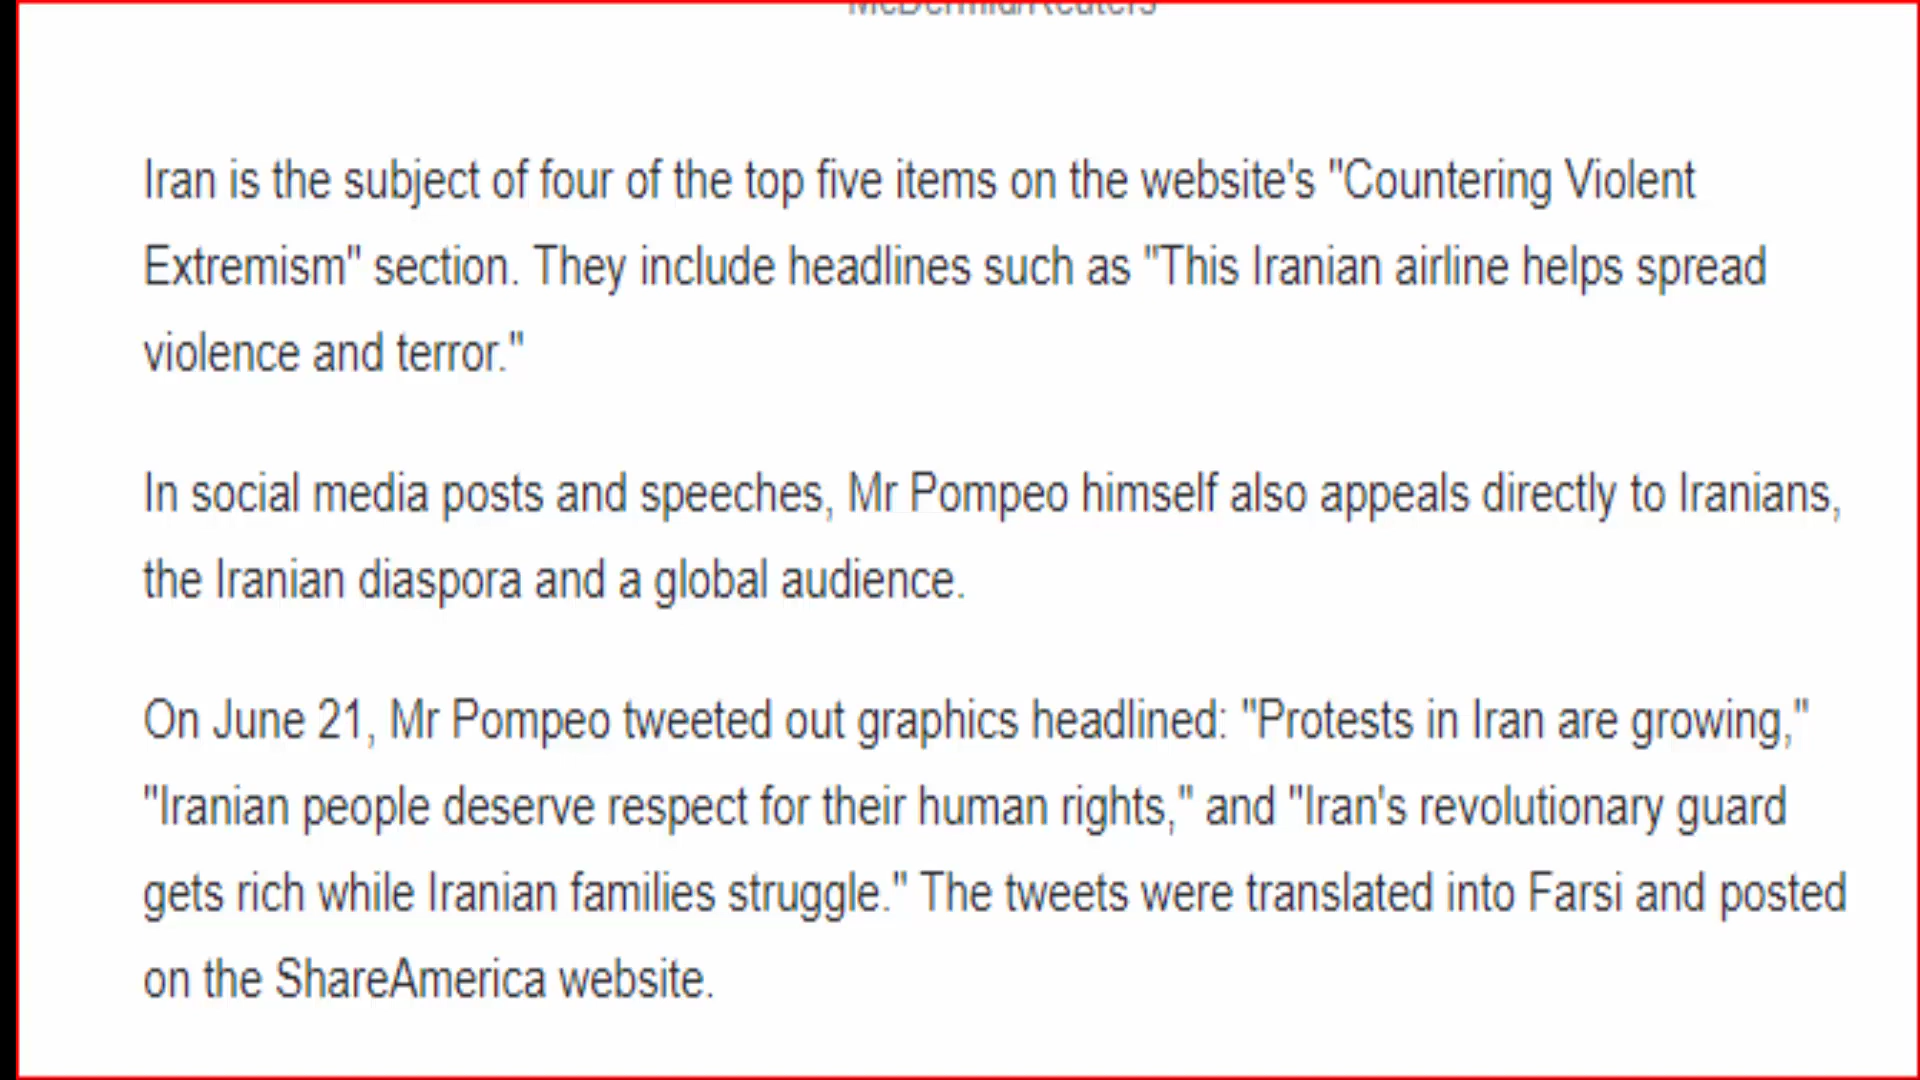 McDermid/Reuters
Iran is the subject of four of the top five items on the website's "Countering Violent
Extremism" section. They include headlines such as "This Iranian airline helps spread
violence and terror."
In social media posts and speeches, Mr Pompeo himself also appeals directly to Iranians,
the Iranian diaspora and a global audience.
On June 21, Mr Pompeo tweeted out graphics headlined: "Protests in Iran are growing,"
"Iranian people deserve respect for their human rights," and "Iran's revolutionary guard
gets rich while Iranian families struggle." The tweets were translated into Farsi and posted
on the ShareAmerica website.